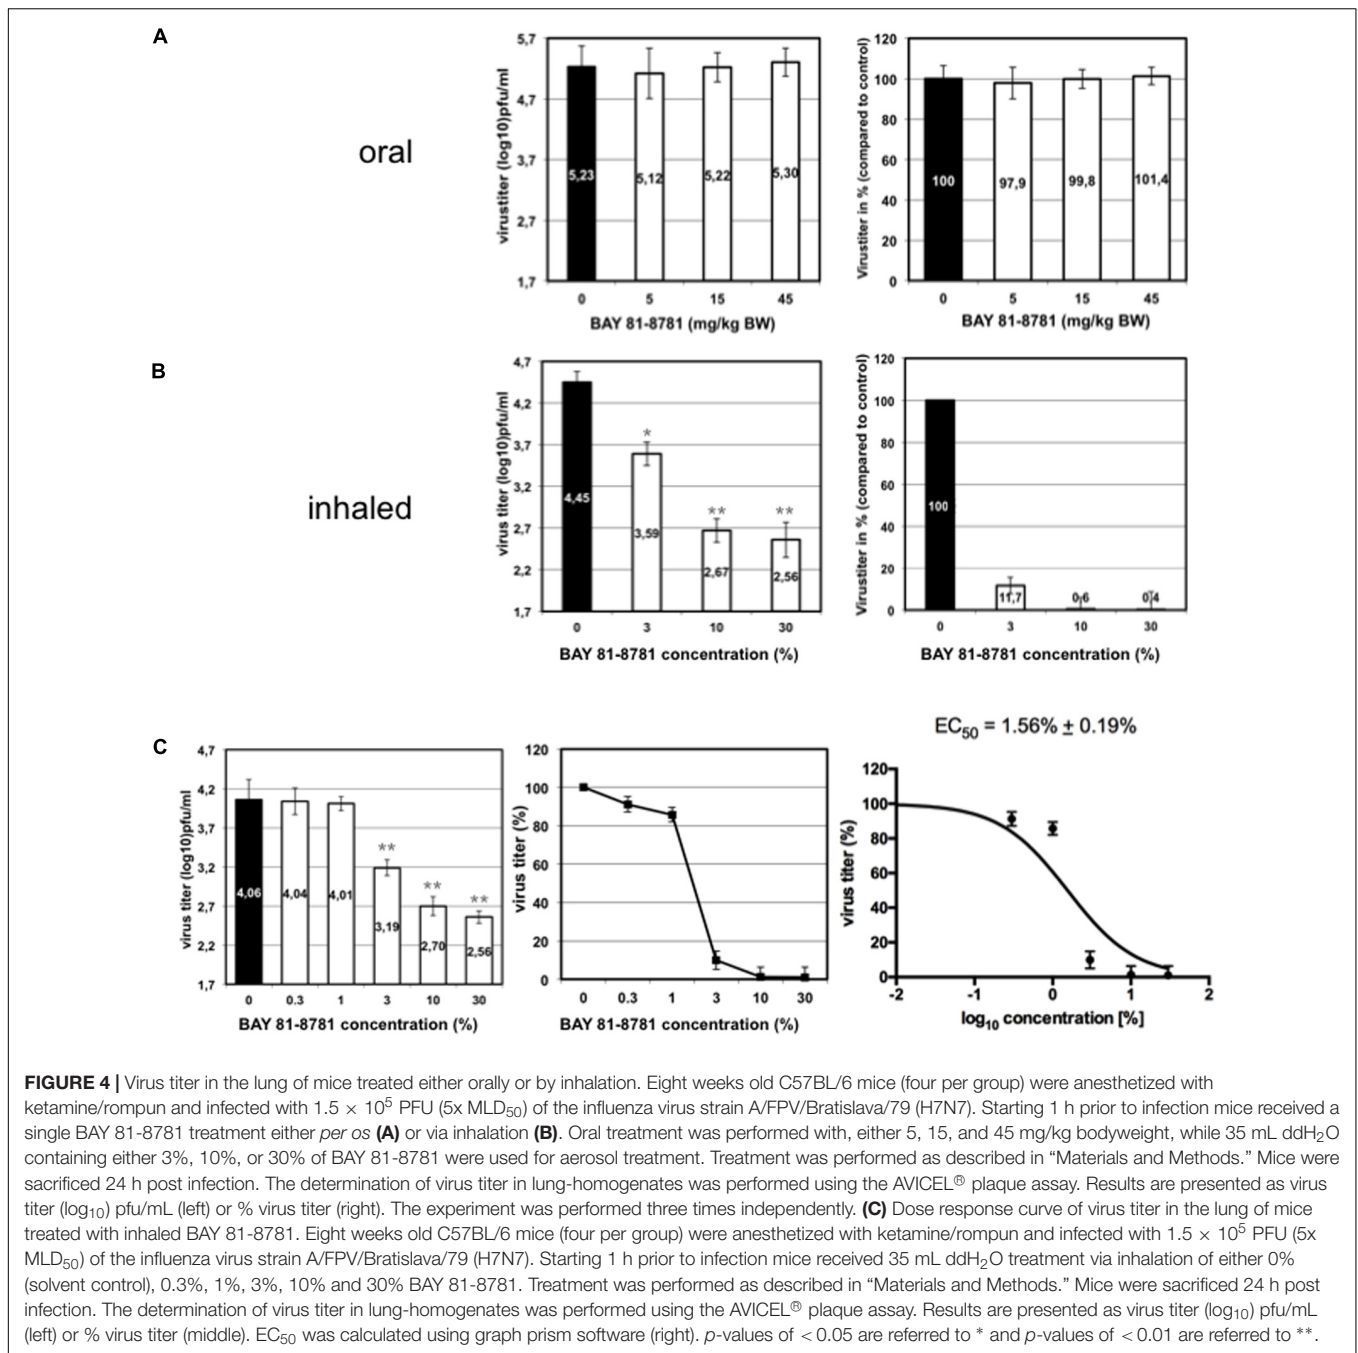 A
oral
virustiter (log10)pfu/ml
5,7
4,7
3,7
2,7
1,7
5,23
5,12
5,22
5,30
0 5 15 45
BAY 81-8781 (mg/kg BW)
Virustiter in % (compared to control)
120
100
80
60
40
20
0
100
97,9
99,8
101,4
0 5 15 45
BAY 81-8781 (mg/kg BW)
B
inhaled
virus titer (log10)pfu/ml
4,7
4,2
3,7
3,2
2,7
2,2
1,7
4,45
*
3,59
**
2,67
**
2,56
0 3 10 30
BAY 81-8781 concentration (%)
Virustiter in % (compared to control)
120
100
80
60
40
20
0
100
11,7
0,6
0,4
0 3 10 30
BAY 81-8781 concentration (%)
C
virus titer (log10)pfu/ml
4,7
4,2
3,7
3,2
2,7
2,2
1,7
4,06
4,04
4,01
**
3,19
**
2,70
**
2,56
0 0.3 1 3 10 30
BAY 81-8781 concentration (%)
virus titer (%)
120
100
80
60
40
20
0
0 0.3 1 3 10 30
BAY 81-8781 concentration (%)
EC50 = 1.56% ± 0.19%
virus titer (%)
120
100
80
60
40
20
0
-2 -1 0 1 2
log10 concentration [%]
FIGURE 4 | Virus titer in the lung of mice treated either orally or by inhalation. Eight weeks old C57BL/6 mice (four per group) were anesthetized with
ketamine/rompun and infected with 1.5 × 10⁵ PFU (5x MLD50) of the influenza virus strain A/FPV/Bratislava/79 (H7N7). Starting 1 h prior to infection mice received a
single BAY 81-8781 treatment either per os (A) or via inhalation (B). Oral treatment was performed with, either 5, 15, and 45 mg/kg bodyweight, while 35 mL ddH2O
containing either 3%, 10%, or 30% of BAY 81-8781 were used for aerosol treatment. Treatment was performed as described in “Materials and Methods.” Mice were
sacrificed 24 h post infection. The determination of virus titer in lung-homogenates was performed using the AVICEL® plaque assay. Results are presented as virus
titer (log10) pfu/mL (left) or % virus titer (right). The experiment was performed three times independently. (C) Dose response curve of virus titer in the lung of mice
treated with inhaled BAY 81-8781. Eight weeks old C57BL/6 mice (four per group) were anesthetized with ketamine/rompun and infected with 1.5 × 10⁵ PFU (5x
MLD50) of the influenza virus strain A/FPV/Bratislava/79 (H7N7). Starting 1 h prior to infection mice received 35 mL ddH2O treatment via inhalation of either 0%
(solvent control), 0.3%, 1%, 3%, 10% and 30% BAY 81-8781. Treatment was performed as described in “Materials and Methods.” Mice were sacrificed 24 h post
infection. The determination of virus titer in lung-homogenates was performed using the AVICEL® plaque assay. Results are presented as virus titer (log10) pfu/mL
(left) or % virus titer (middle). EC50 was calculated using graph prism software (right). p-values of < 0.05 are referred to * and p-values of < 0.01 are referred to **.